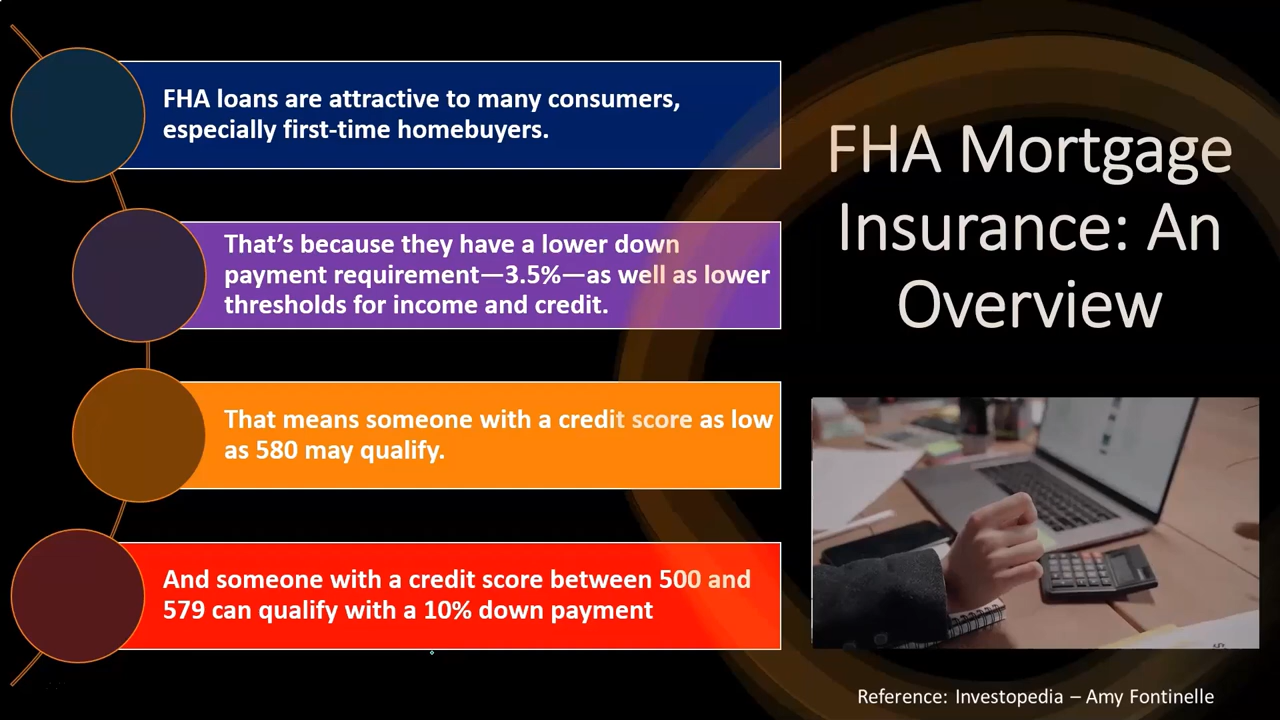 FHA loans are attractive to many consumers,
especially first-time homebuyers.
That’s because they have a lower down
payment requirement—3.5%—as well as lower
thresholds for income and credit.
That means someone with a credit score as low
as 580 may qualify.
And someone with a credit score between 500 and
579 can qualify with a 10% down payment
FHA Mortgage
Insurance: An
Overview
Reference: Investopedia – Amy Fontinelle